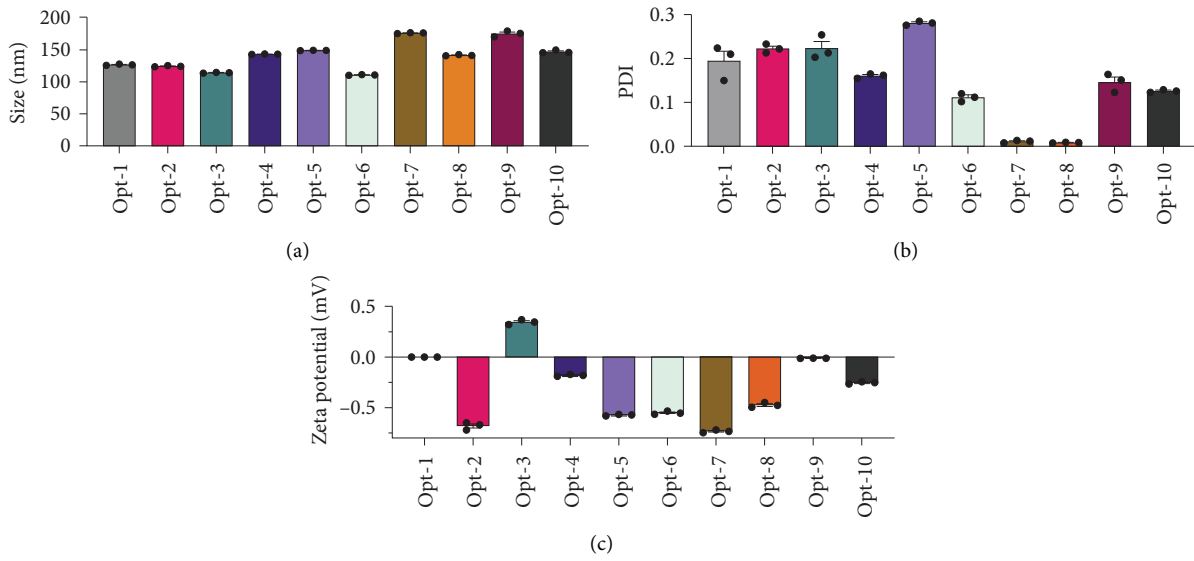 Size (nm)
200
150
100
50
0
Opt-1
Opt-2
Opt-3
Opt-4
Opt-5
Opt-6
Opt-7
Opt-8
Opt-9
Opt-10
(a)
PDI
0.3
0.2
0.1
0.0
Opt-1
Opt-2
Opt-3
Opt-4
Opt-5
Opt-6
Opt-7
Opt-8
Opt-9
Opt-10
(b)
Zeta potential (mV)
0.5
0.0
−0.5
Opt-1
Opt-2
Opt-3
Opt-4
Opt-5
Opt-6
Opt-7
Opt-8
Opt-9
Opt-10
(c)